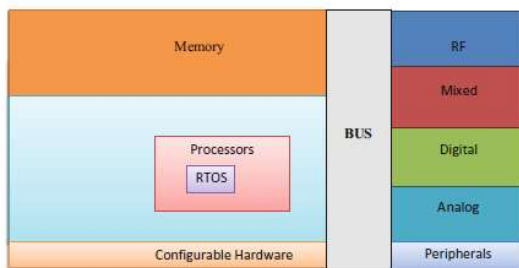 Memory
Processors
RTOS
Configurable Hardware
BUS
RF
Mixed
Digital
Analog
Peripherals